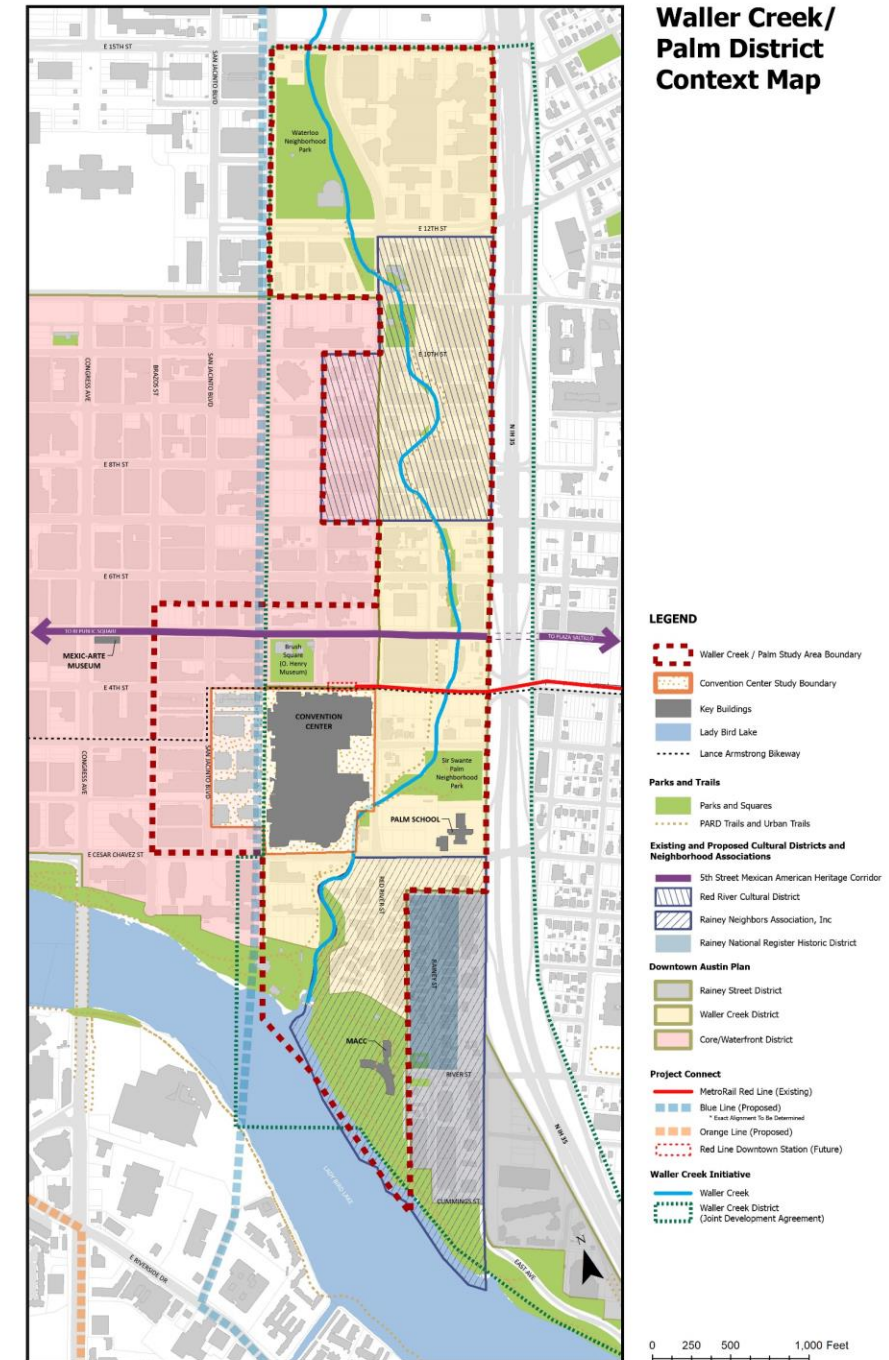 Waller Creek/
Palm District
Context Map
E 15TH ST
SAN JACINTO BLVD
Waterloo
Neighborhood
Park
E 12TH ST
E 10TH ST
CONGRESS AVE
BRAZOS ST
SAN JACINTO BLVD
N IH 35
E 8TH ST
E 6TH ST
TO PLAZA SALTILLO
MEXIC-ARTE
MUSEUM
Brush
Square
(O. Henry
Museum)
E 4TH ST
CONVENTION
CENTER
CONGRESS AVE
SAN JACINTO BLVD
Sir Swante
Palm
Neighborhood
Park
PALM SCHOOL
E CESAR CHAVEZ ST
RED RIVER ST
RAINEY ST
MACC
RIVER ST
N IH 35
LADY BIRD LAKE
CUMMINGS ST
EAST AVE
E RIVERSIDE DR
N
LEGEND
Waller Creek / Palm Study Area Boundary
Convention Center Study Boundary
Key Buildings
Lady Bird Lake
Lance Armstrong Bikeway
Parks and Trails
Parks and Squares
PARD Trails and Urban Trails
Existing and Proposed Cultural Districts and
Neighborhood Associations
5th Street Mexican American Heritage Corridor
Red River Cultural District
Rainey Neighbors Association, Inc
Rainey National Register Historic District
Downtown Austin Plan
Rainey Street District
Waller Creek District
Core/Waterfront District
Project Connect
MetroRail Red Line (Existing)
Blue Line (Proposed)
* Exact Alignment To Be Determined
Orange Line (Proposed)
Red Line Downtown Station (Future)
Waller Creek Initiative
Waller Creek
Waller Creek District
(Joint Development Agreement)
0 250 500 1,000 Feet